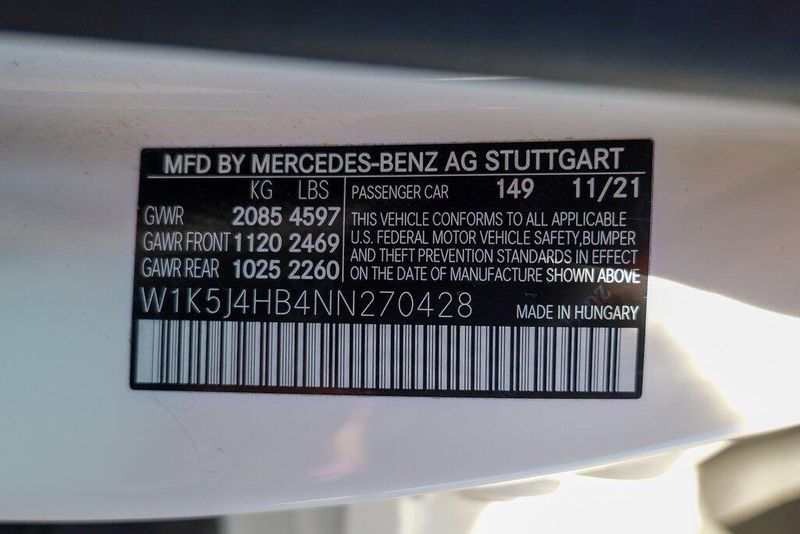 MFD BY MERCEDES-BENZ AG STUTTGART
KG LBS
GVWR 2085 4597
GAWR FRONT 1120 2469
GAWR REAR 1025 2260
PASSENGER CAR 149 11/21
THIS VEHICLE CONFORMS TO ALL APPLICABLE
U.S. FEDERAL MOTOR VEHICLE SAFETY,BUMPER
AND THEFT PREVENTION STANDARDS IN EFFECT
ON THE DATE OF MANUFACTURE SHOWN ABOVE
W1K5J4HB4NN270428
MADE IN HUNGARY